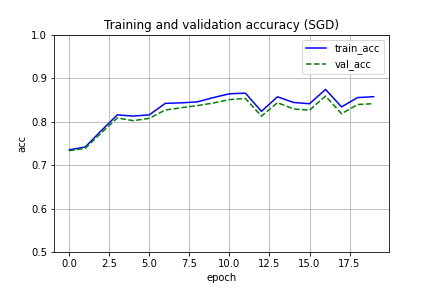 Training and validation accuracy (SGD)
1.0
train_acc
val_acc
0.9
0.8
acc
0.7
0.6
0.5
0.0 2.5 5.0 7.5 10.0 12.5 15.0 17.5
epoch